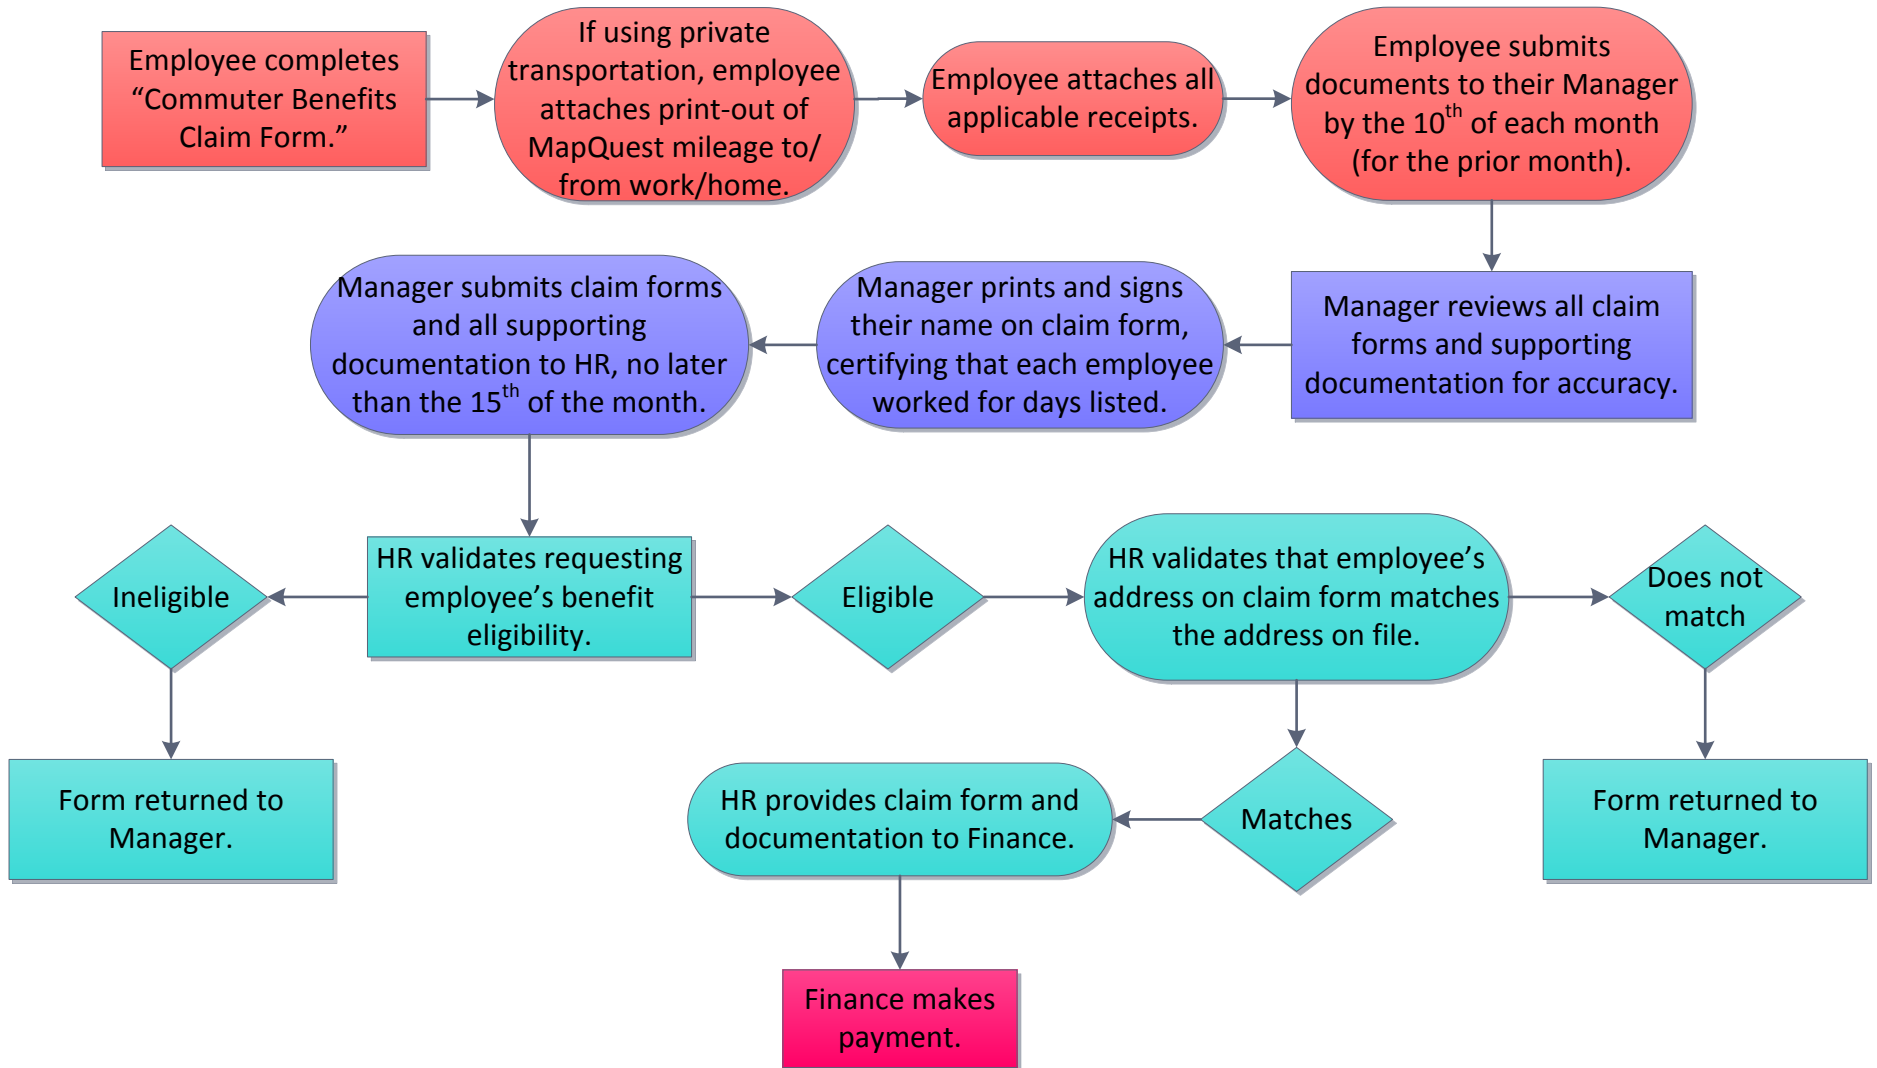 Employee completes
“Commuter Benefits
Claim Form.”
If using private
transportation, employee
attaches print-out of
MapQuest mileage to/
from work/home.
Employee attaches all
applicable receipts.
Employee submits
documents to their Manager
by the 10th of each month
(for the prior month).
Manager reviews all claim
forms and supporting
documentation for accuracy.
Manager prints and signs
their name on claim form,
certifying that each employee
worked for days listed.
Manager submits claim forms
and all supporting
documentation to HR, no later
than the 15th of the month.
HR validates requesting
employee’s benefit
eligibility.
Ineligible
Form returned to
Manager.
Eligible
HR validates that employee’s
address on claim form matches
the address on file.
Does not
match
Form returned to
Manager.
Matches
HR provides claim form and
documentation to Finance.
Finance makes
payment.